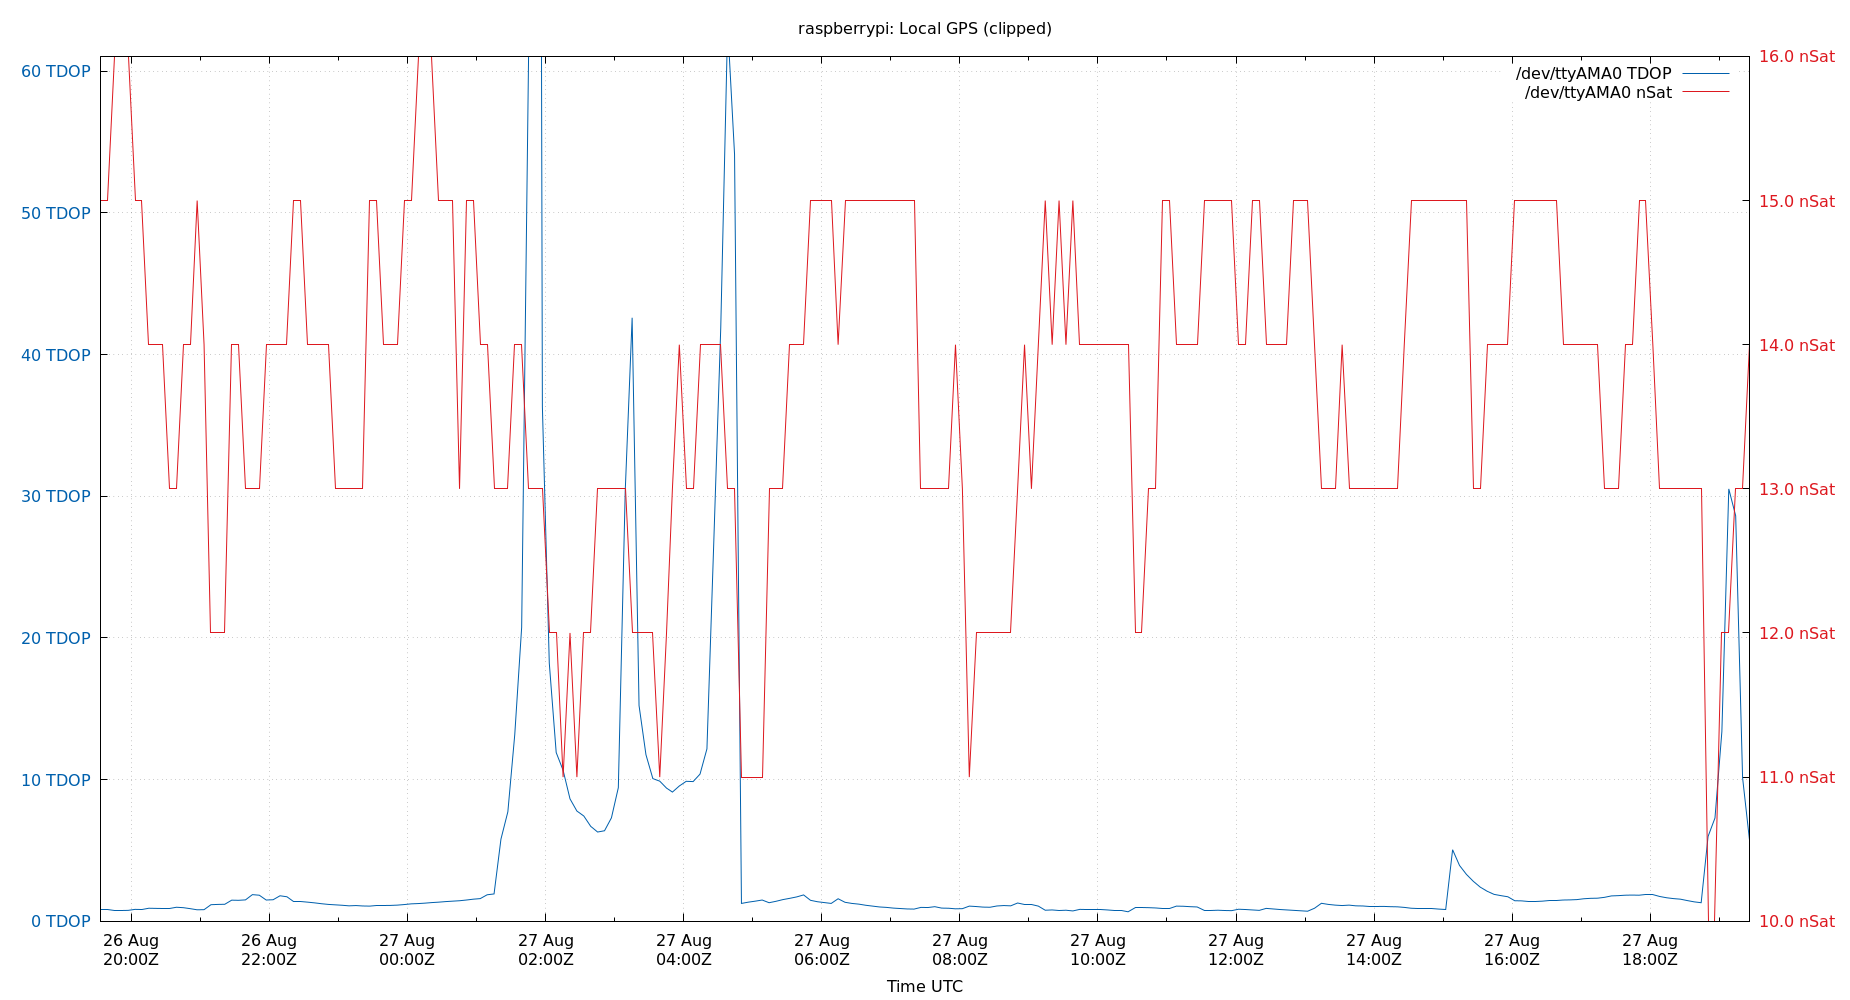 raspberrypi: Local GPS (clipped)
/dev/ttyAMA0 TDOP
/dev/ttyAMA0 nSat
60 TDOP
50 TDOP
40 TDOP
30 TDOP
20 TDOP
10 TDOP
0 TDOP
16.0 nSat
15.0 nSat
14.0 nSat
13.0 nSat
12.0 nSat
11.0 nSat
10.0 nSat
26 Aug 26 Aug 27 Aug 27 Aug 27 Aug 27 Aug 27 Aug 27 Aug 27 Aug 27 Aug 27 Aug 27 Aug
20:00Z 22:00Z 00:00Z 02:00Z 04:00Z 06:00Z 08:00Z 10:00Z 12:00Z 14:00Z 16:00Z 18:00Z
Time UTC